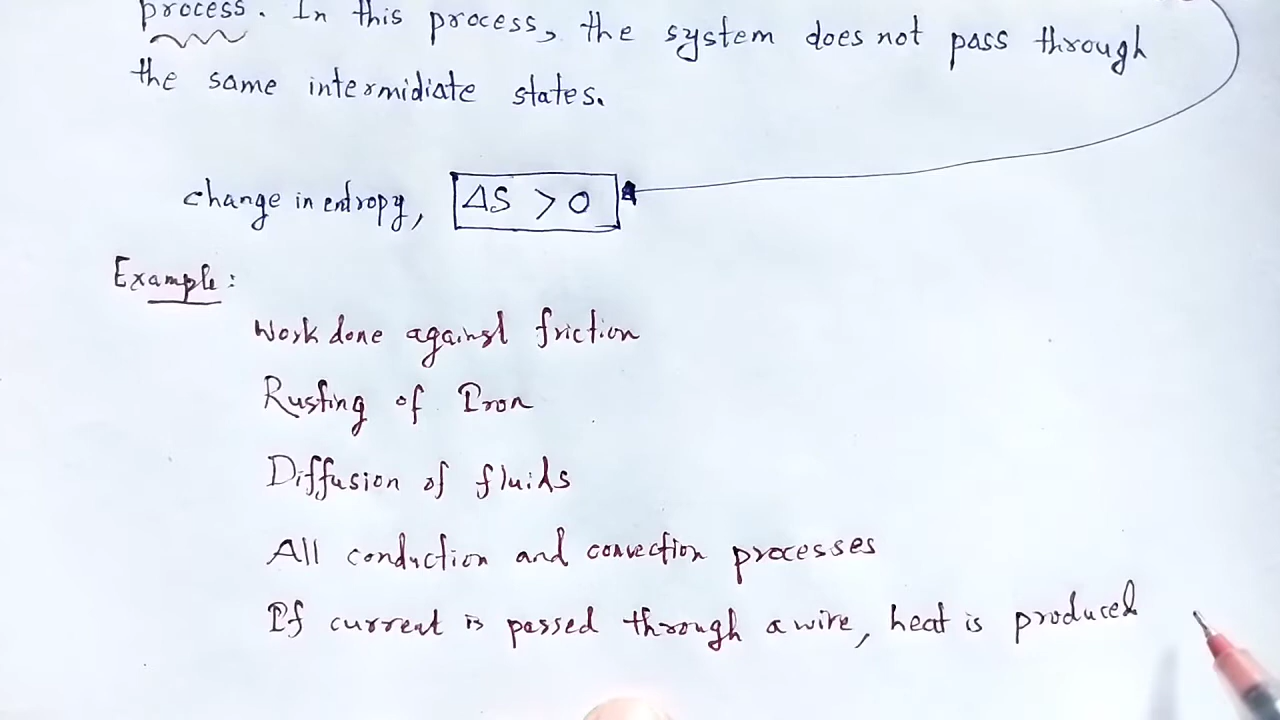 process. In this process, the system does not pass through
the same intermidiate states.
change in entropy, ΔS > 0
Example:
Work done against friction
Rusting of Iron
Diffusion of fluids
All conduction and convection processes
If current is passed through a wire, heat is produced